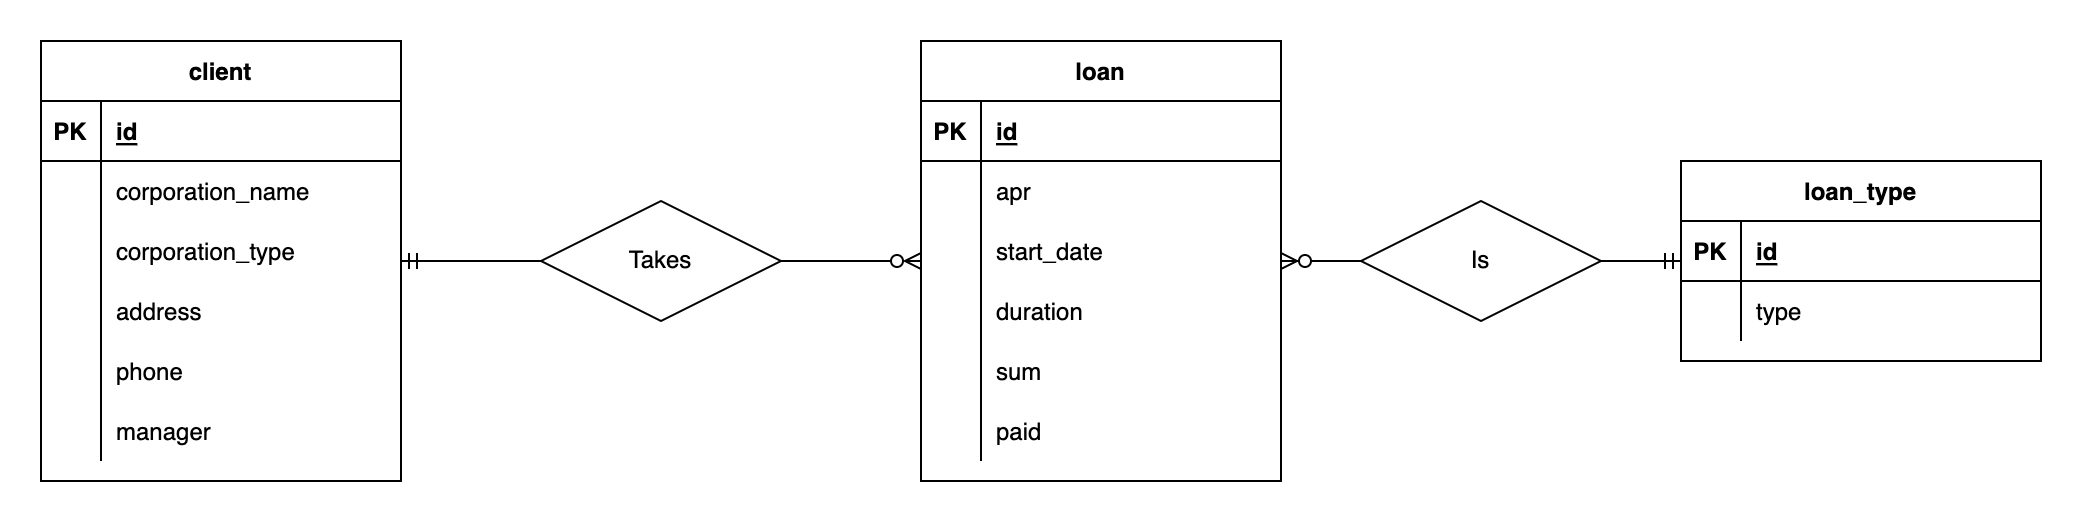 client
PK id
corporation_name
corporation_type
address
phone
manager
Takes
loan
PK id
apr
start_date
duration
sum
paid
Is
loan_type
PK id
type